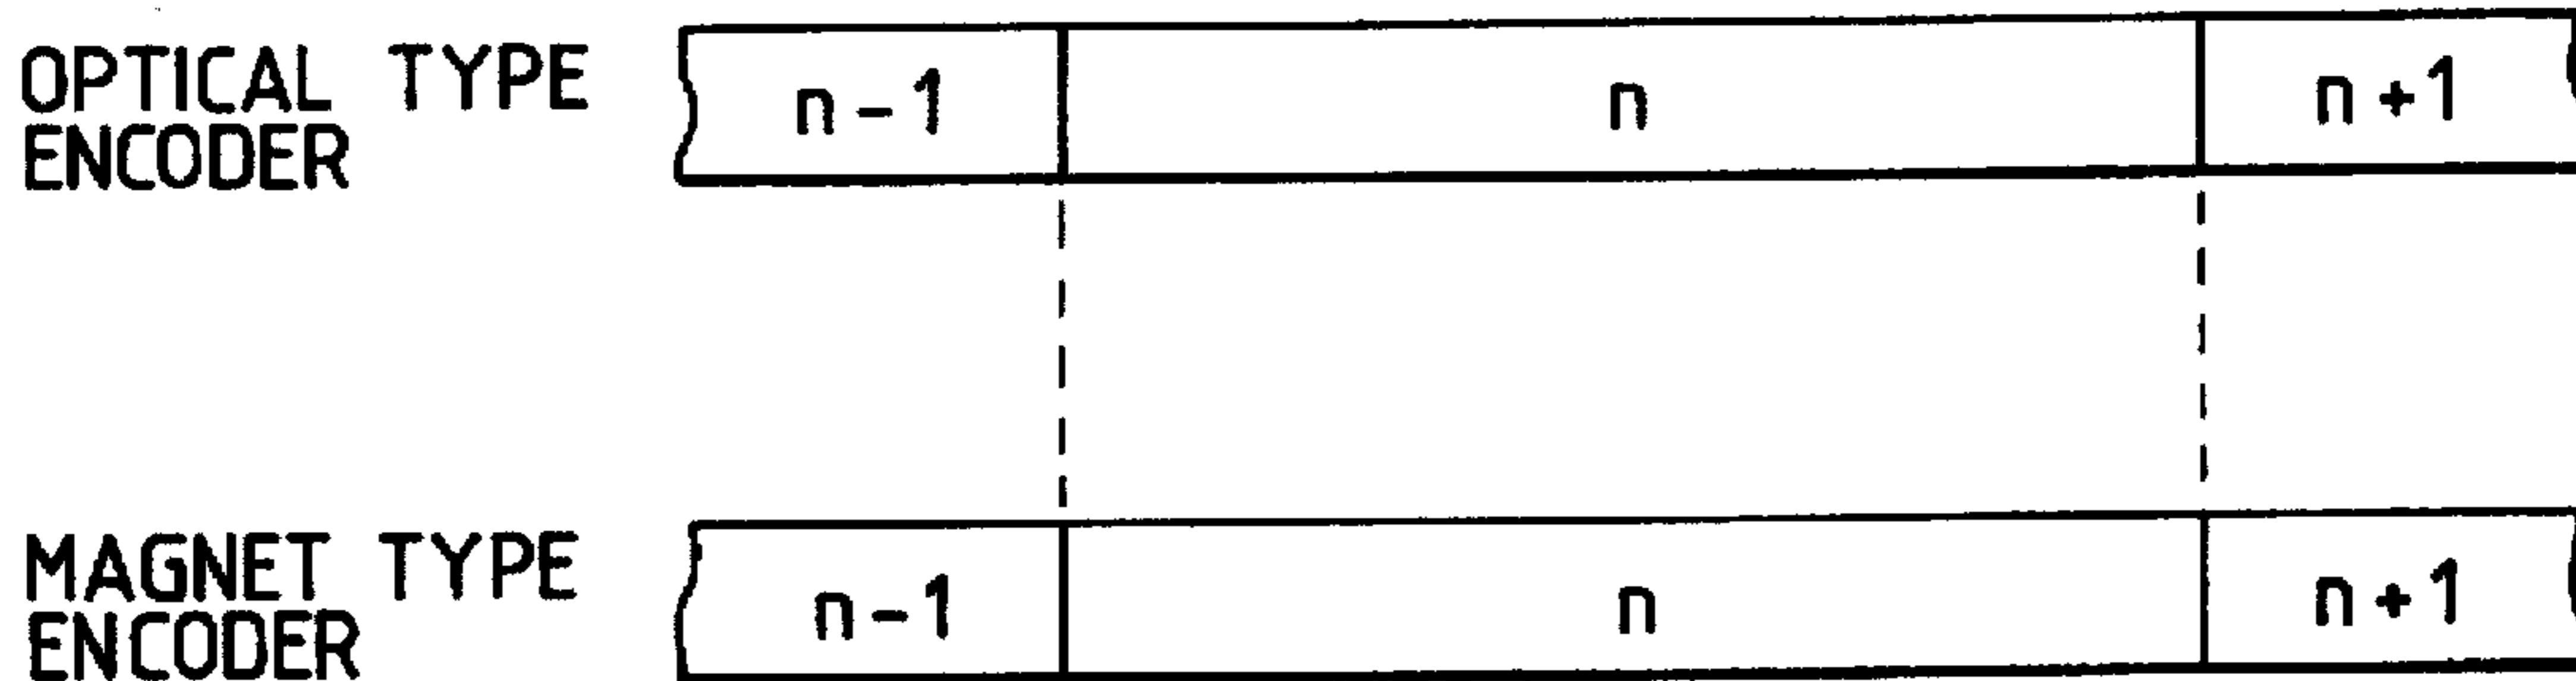 OPTICAL TYPE
ENCODER
n-1 n n+1
MAGNET TYPE
ENCODER
n-1 n n+1